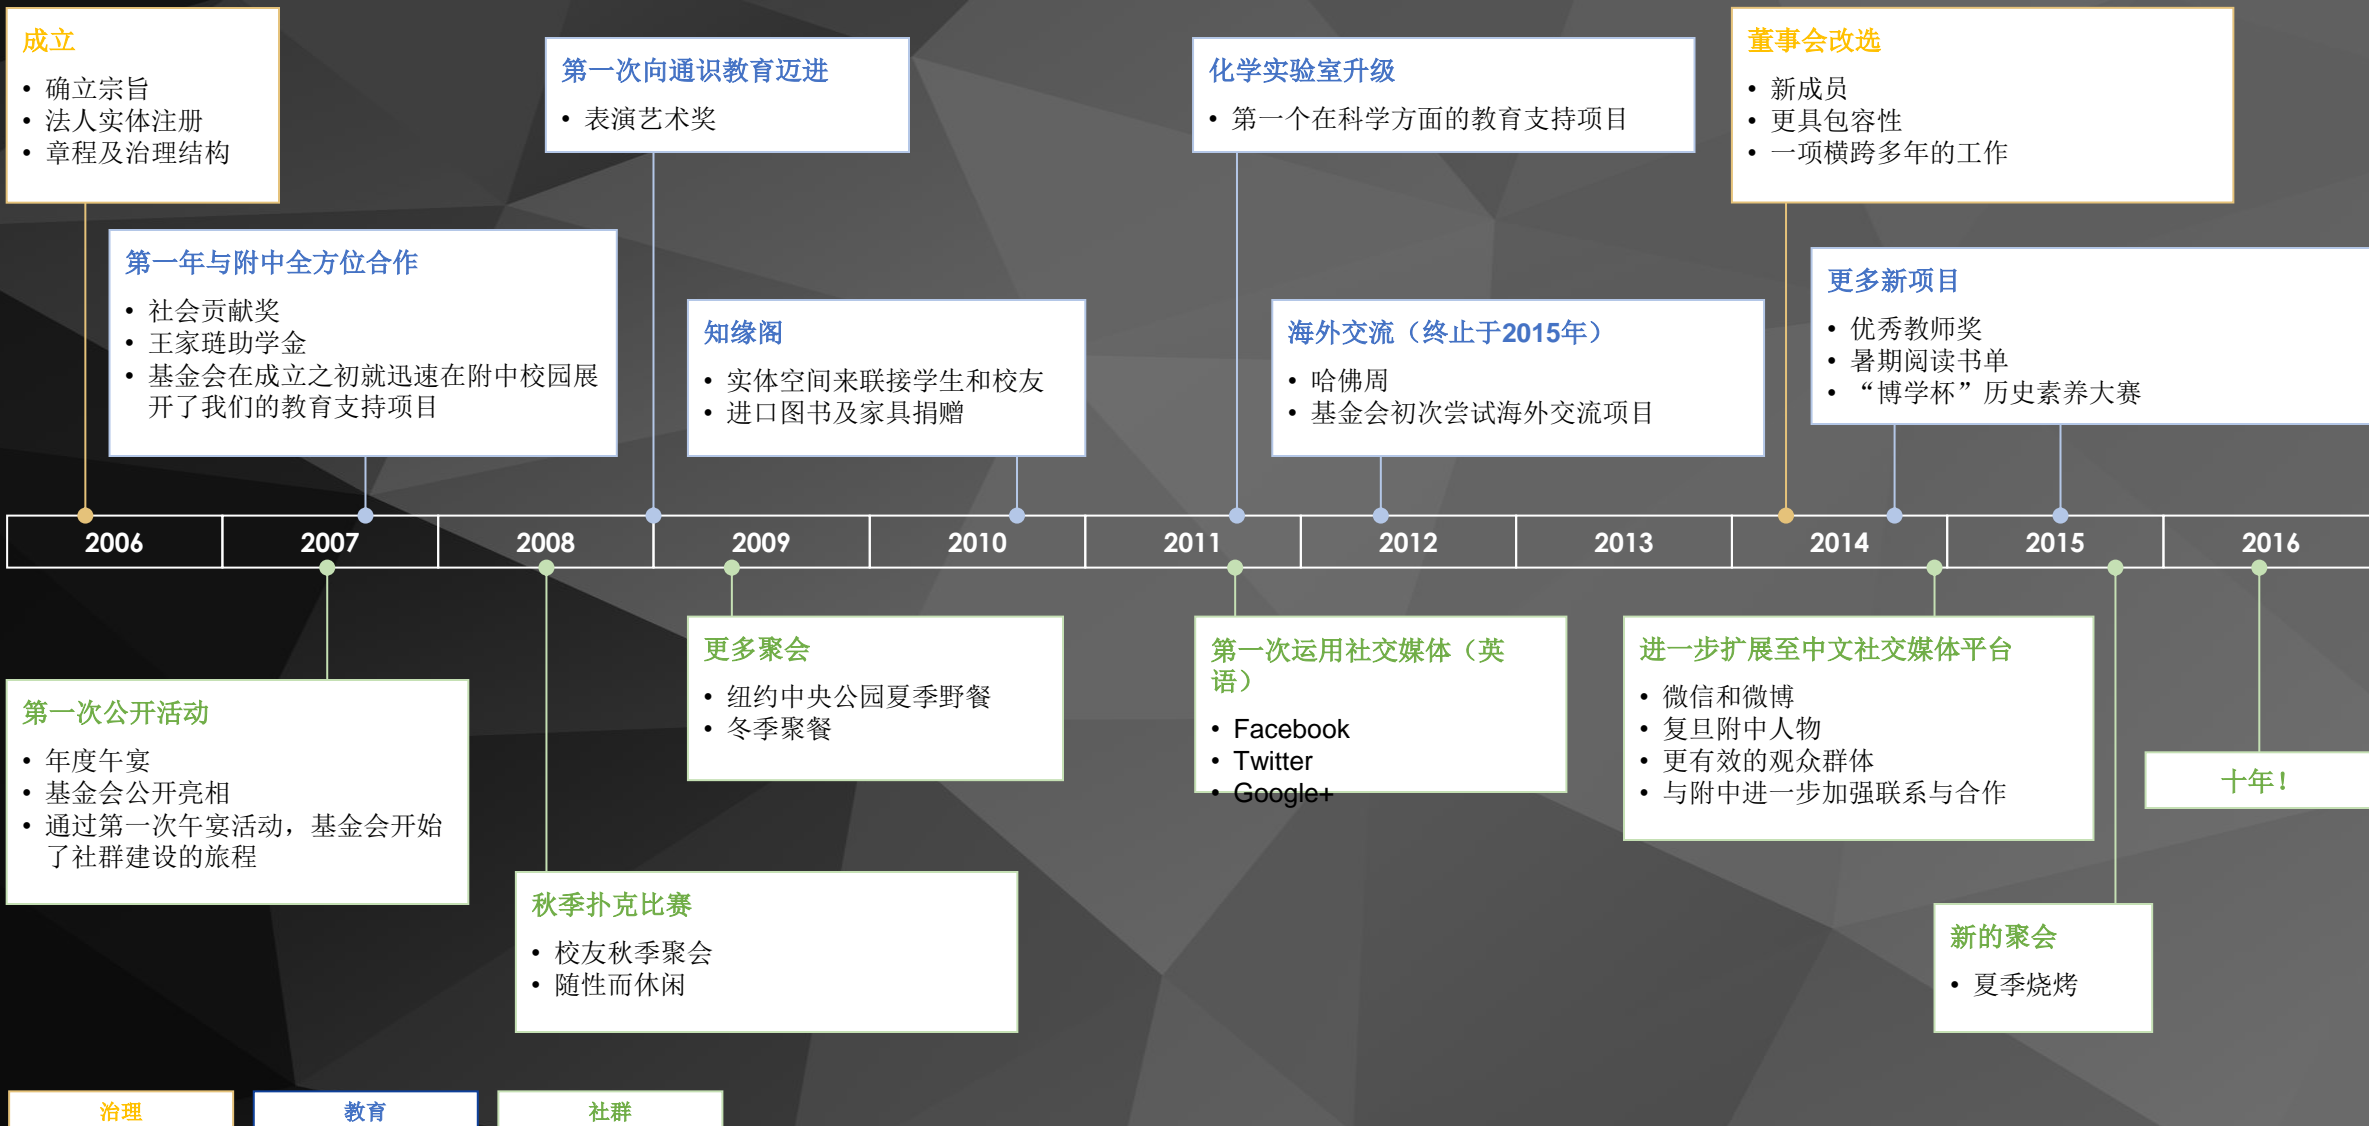 成立
• 确立宗旨
• 法人实体注册
• 章程及治理结构
第一次向通识教育迈进
• 表演艺术奖
化学实验室升级
• 第一个在科学方面的教育支持项目
董事会改选
• 新成员
• 更具包容性
• 一项横跨多年的工作
第一年与附中全方位合作
• 社会贡献奖
• 王家琏助学金
• 基金会在成立之初就迅速在附中校园展
开了我们的教育支持项目
知缘阁
• 实体空间来联接学生和校友
• 进口图书及家具捐赠
海外交流（终止于2015年）
• 哈佛周
• 基金会初次尝试海外交流项目
更多新项目
• 优秀教师奖
• 暑期阅读书单
• “博学杯”历史素养大赛
2006 2007 2008 2009 2010 2011 2012 2013 2014 2015 2016
第一次公开活动
• 年度午宴
• 基金会公开亮相
• 通过第一次午宴活动，基金会开始
了社群建设的旅程
秋季扑克比赛
• 校友秋季聚会
• 随性而休闲
更多聚会
• 纽约中央公园夏季野餐
• 冬季聚餐
第一次运用社交媒体（英
语）
• Facebook
• Twitter
• Google+
进一步扩展至中文社交媒体平台
• 微信和微博
• 复旦附中人物
• 更有效的观众群体
• 与附中进一步加强联系与合作
新的聚会
• 夏季烧烤
十年！
治理 教育 社群